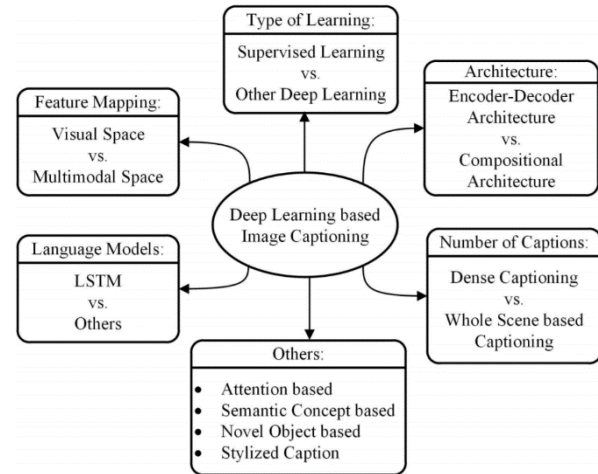 Type of Learning:
Supervised Learning
vs.
Other Deep Learning
Feature Mapping:
Visual Space
vs.
Multimodal Space
Architecture:
Encoder-Decoder
Architecture
vs.
Compositional
Architecture
Deep Learning based
Image Captioning
Language Models:
LSTM
vs.
Others
Number of Captions:
Dense Captioning
vs.
Whole Scene based
Captioning
Others:
• Attention based
• Semantic Concept based
• Novel Object based
• Stylized Caption